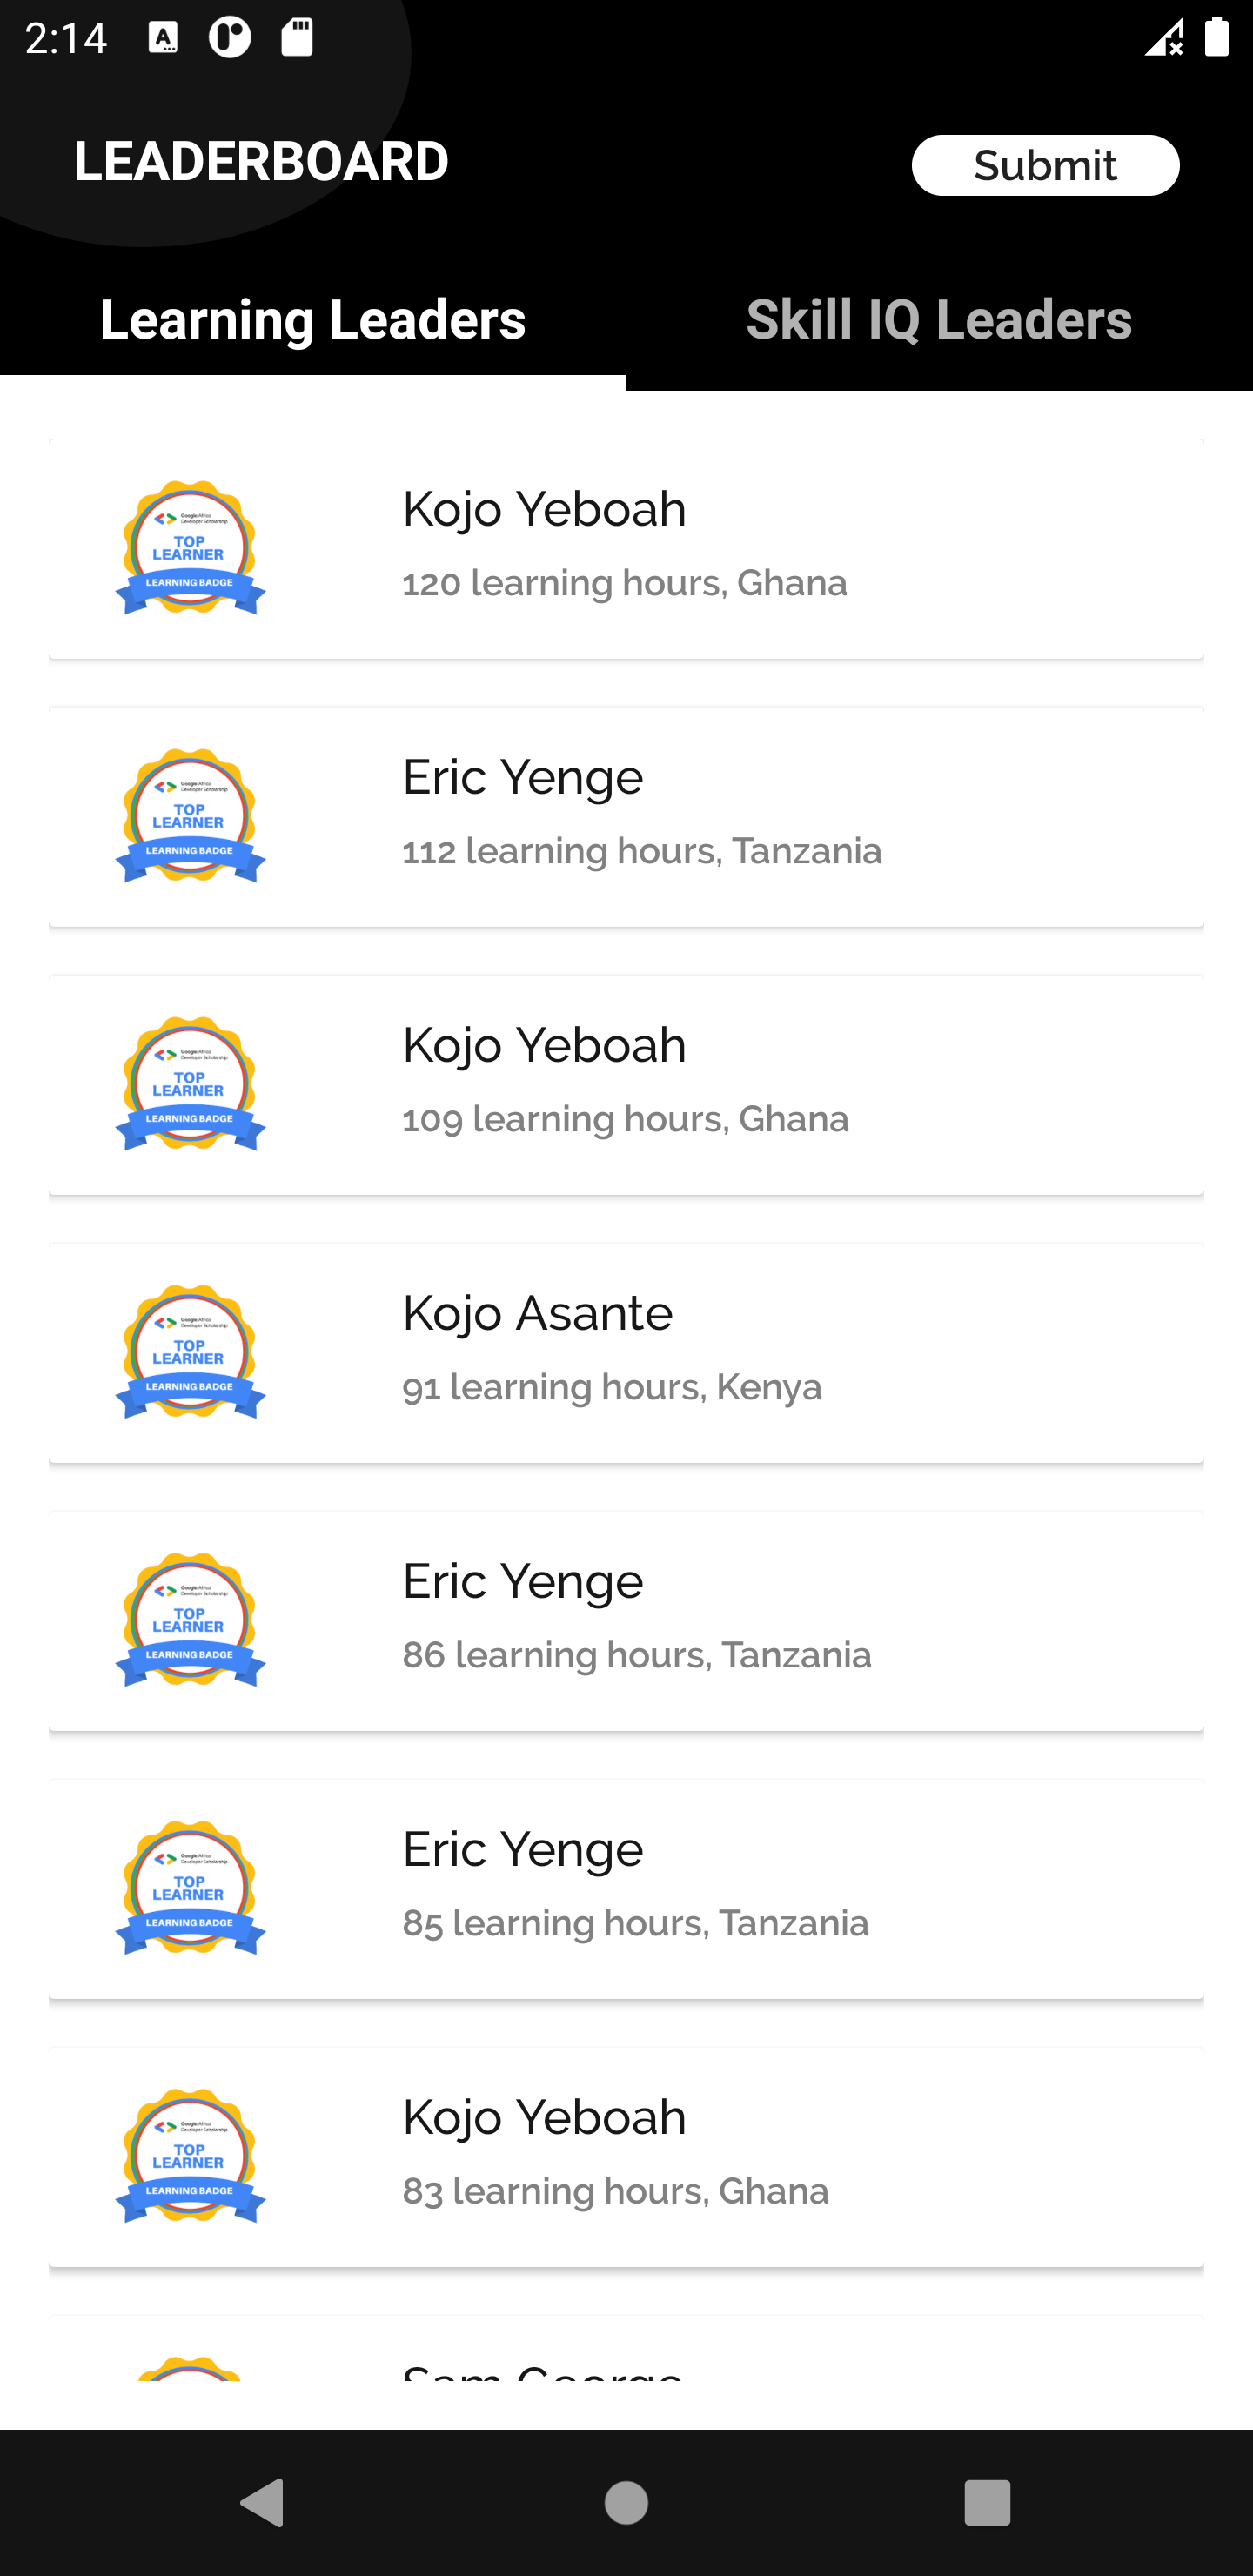 2:14
LEADERBOARD
Submit
Learning Leaders
Skill IQ Leaders
Google Africa
Developer Scholarship
TOP
LEARNER
LEARNING BADGE
Kojo Yeboah
120 learning hours, Ghana
Google Africa
Developer Scholarship
TOP
LEARNER
LEARNING BADGE
Eric Yenge
112 learning hours, Tanzania
Google Africa
Developer Scholarship
TOP
LEARNER
LEARNING BADGE
Kojo Yeboah
109 learning hours, Ghana
Google Africa
Developer Scholarship
TOP
LEARNER
LEARNING BADGE
Kojo Asante
91 learning hours, Kenya
Google Africa
Developer Scholarship
TOP
LEARNER
LEARNING BADGE
Eric Yenge
86 learning hours, Tanzania
Google Africa
Developer Scholarship
TOP
LEARNER
LEARNING BADGE
Eric Yenge
85 learning hours, Tanzania
Google Africa
Developer Scholarship
TOP
LEARNER
LEARNING BADGE
Kojo Yeboah
83 learning hours, Ghana
Sam George